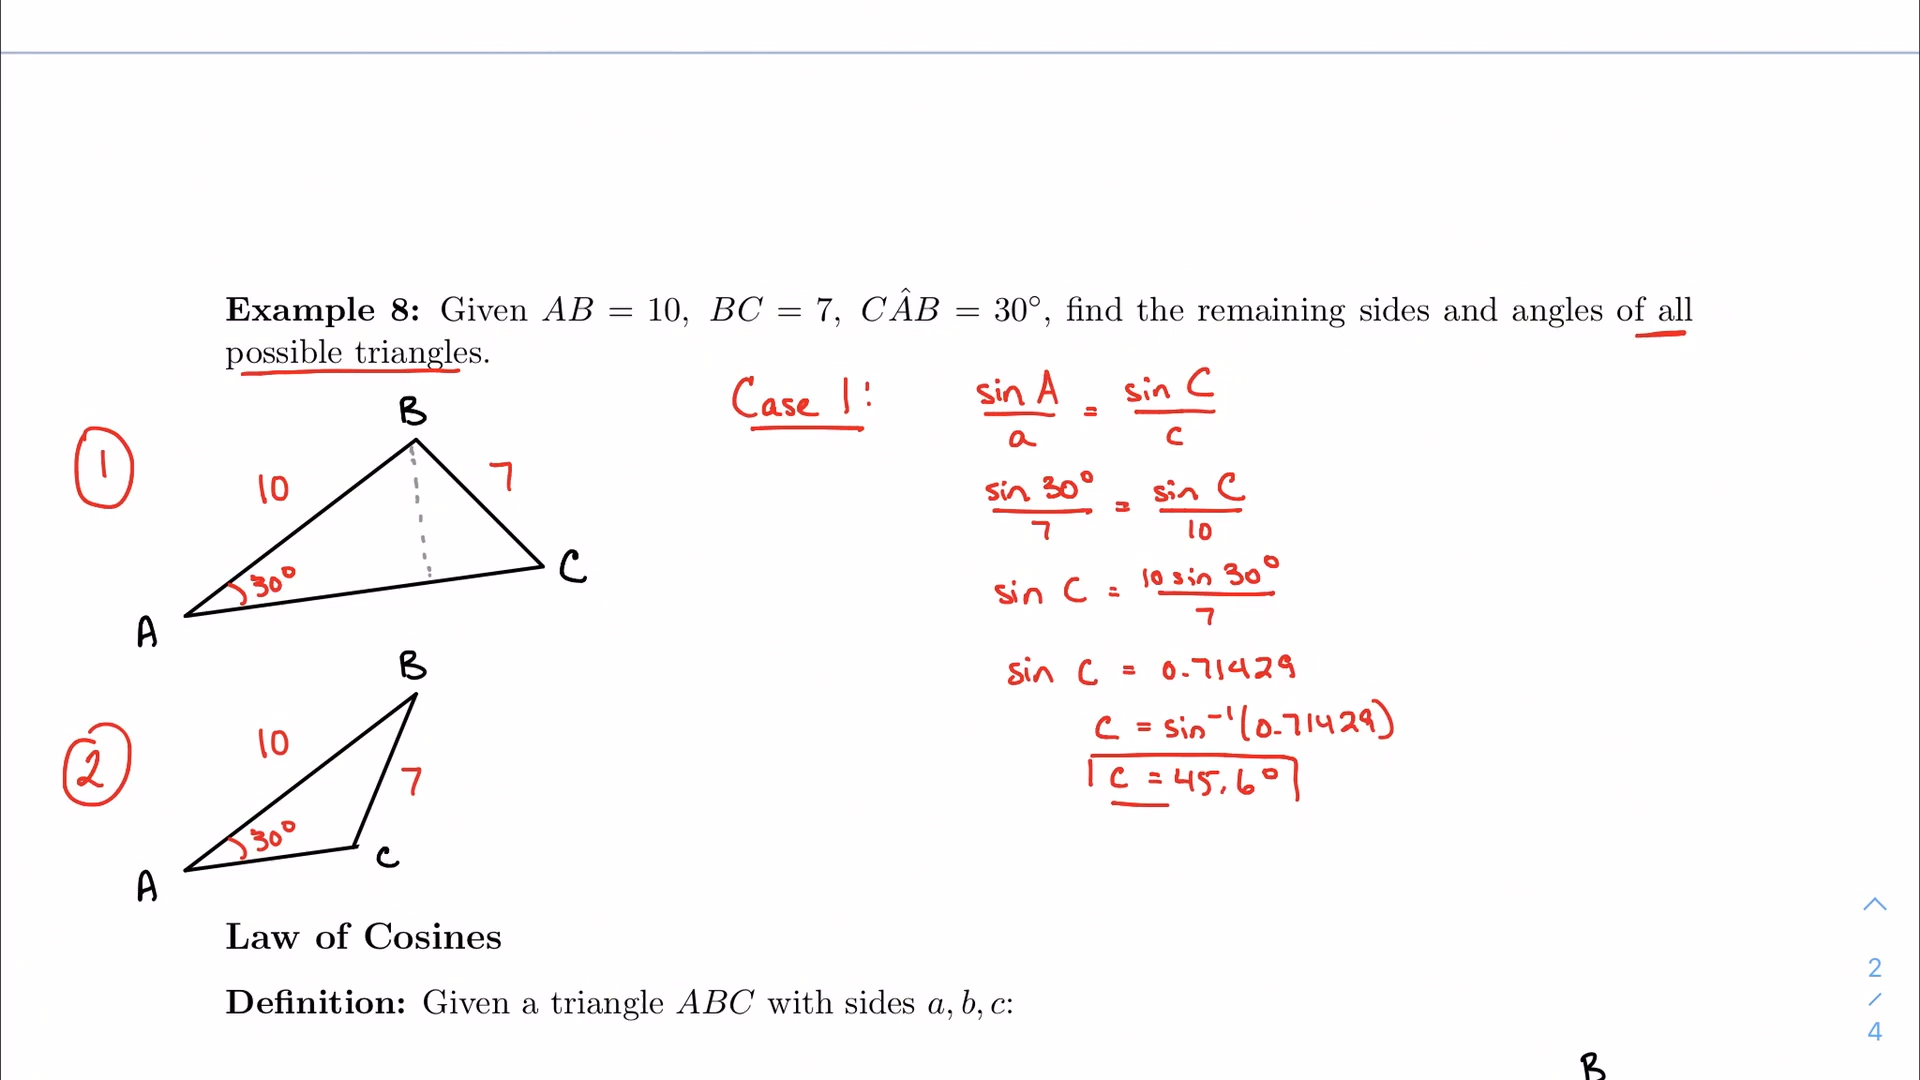 Example 8: Given AB = 10, BC = 7, CÂB = 30°, find the remaining sides and angles of all
possible triangles.
1
B
10
7
30°
A
C
2
B
10
7
30°
A
C
Case 1:
sin A / a = sin C / c
sin 30° / 7 = sin C / 10
sin C = 10 sin 30° / 7
sin C = 0.71429
C = sin⁻¹(0.71429)
C = 45.6°
Law of Cosines
Definition: Given a triangle ABC with sides a, b, c:
B
2
/
4